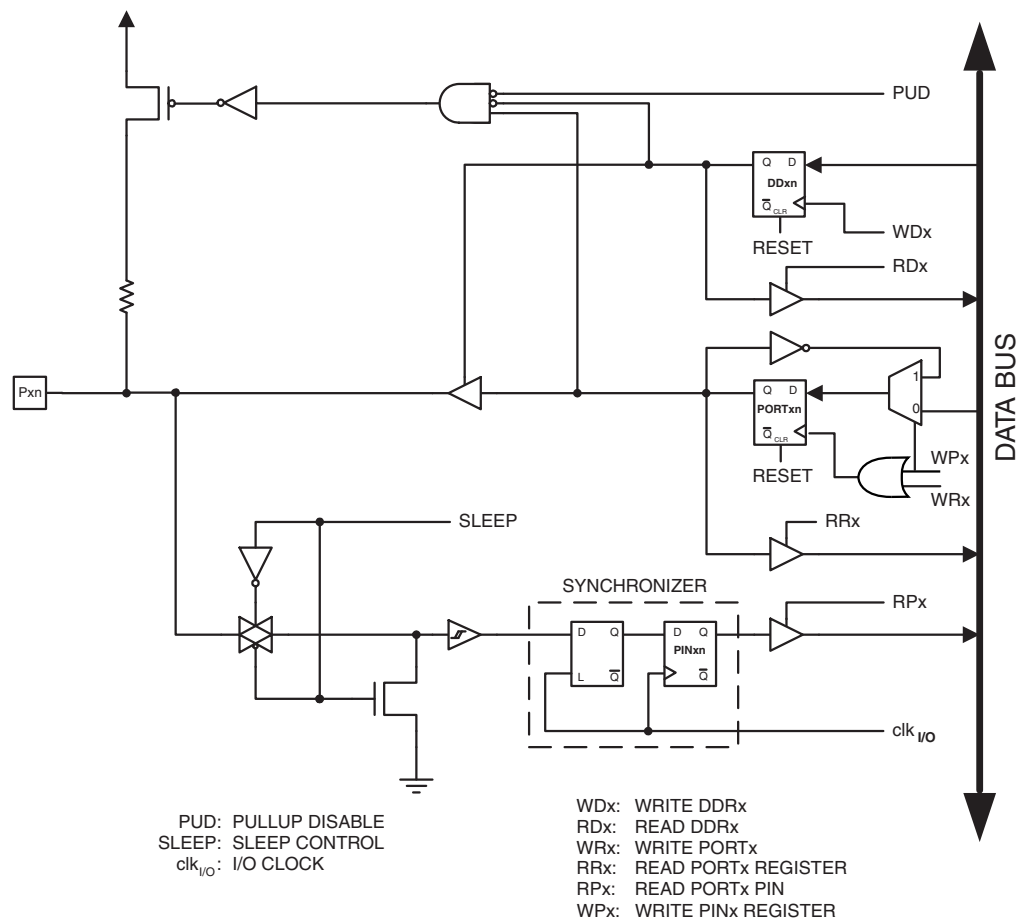 PUD
Q D
DDxn
Q CLR
WDx
RESET
RDx
Pxn
1
Q D
PORTxn
0
Q CLR
WPx
RESET
WRx
SLEEP
RRx
SYNCHRONIZER
RPx
D Q
D Q
PINxn
L Q
Q
clk I/O
DATA BUS
PUD: PULLUP DISABLE
SLEEP: SLEEP CONTROL
clkI/O: I/O CLOCK
WDx: WRITE DDRx
RDx: READ DDRx
WRx: WRITE PORTx
RRx: READ PORTx REGISTER
RPx: READ PORTx PIN
WPx: WRITE PINx REGISTER